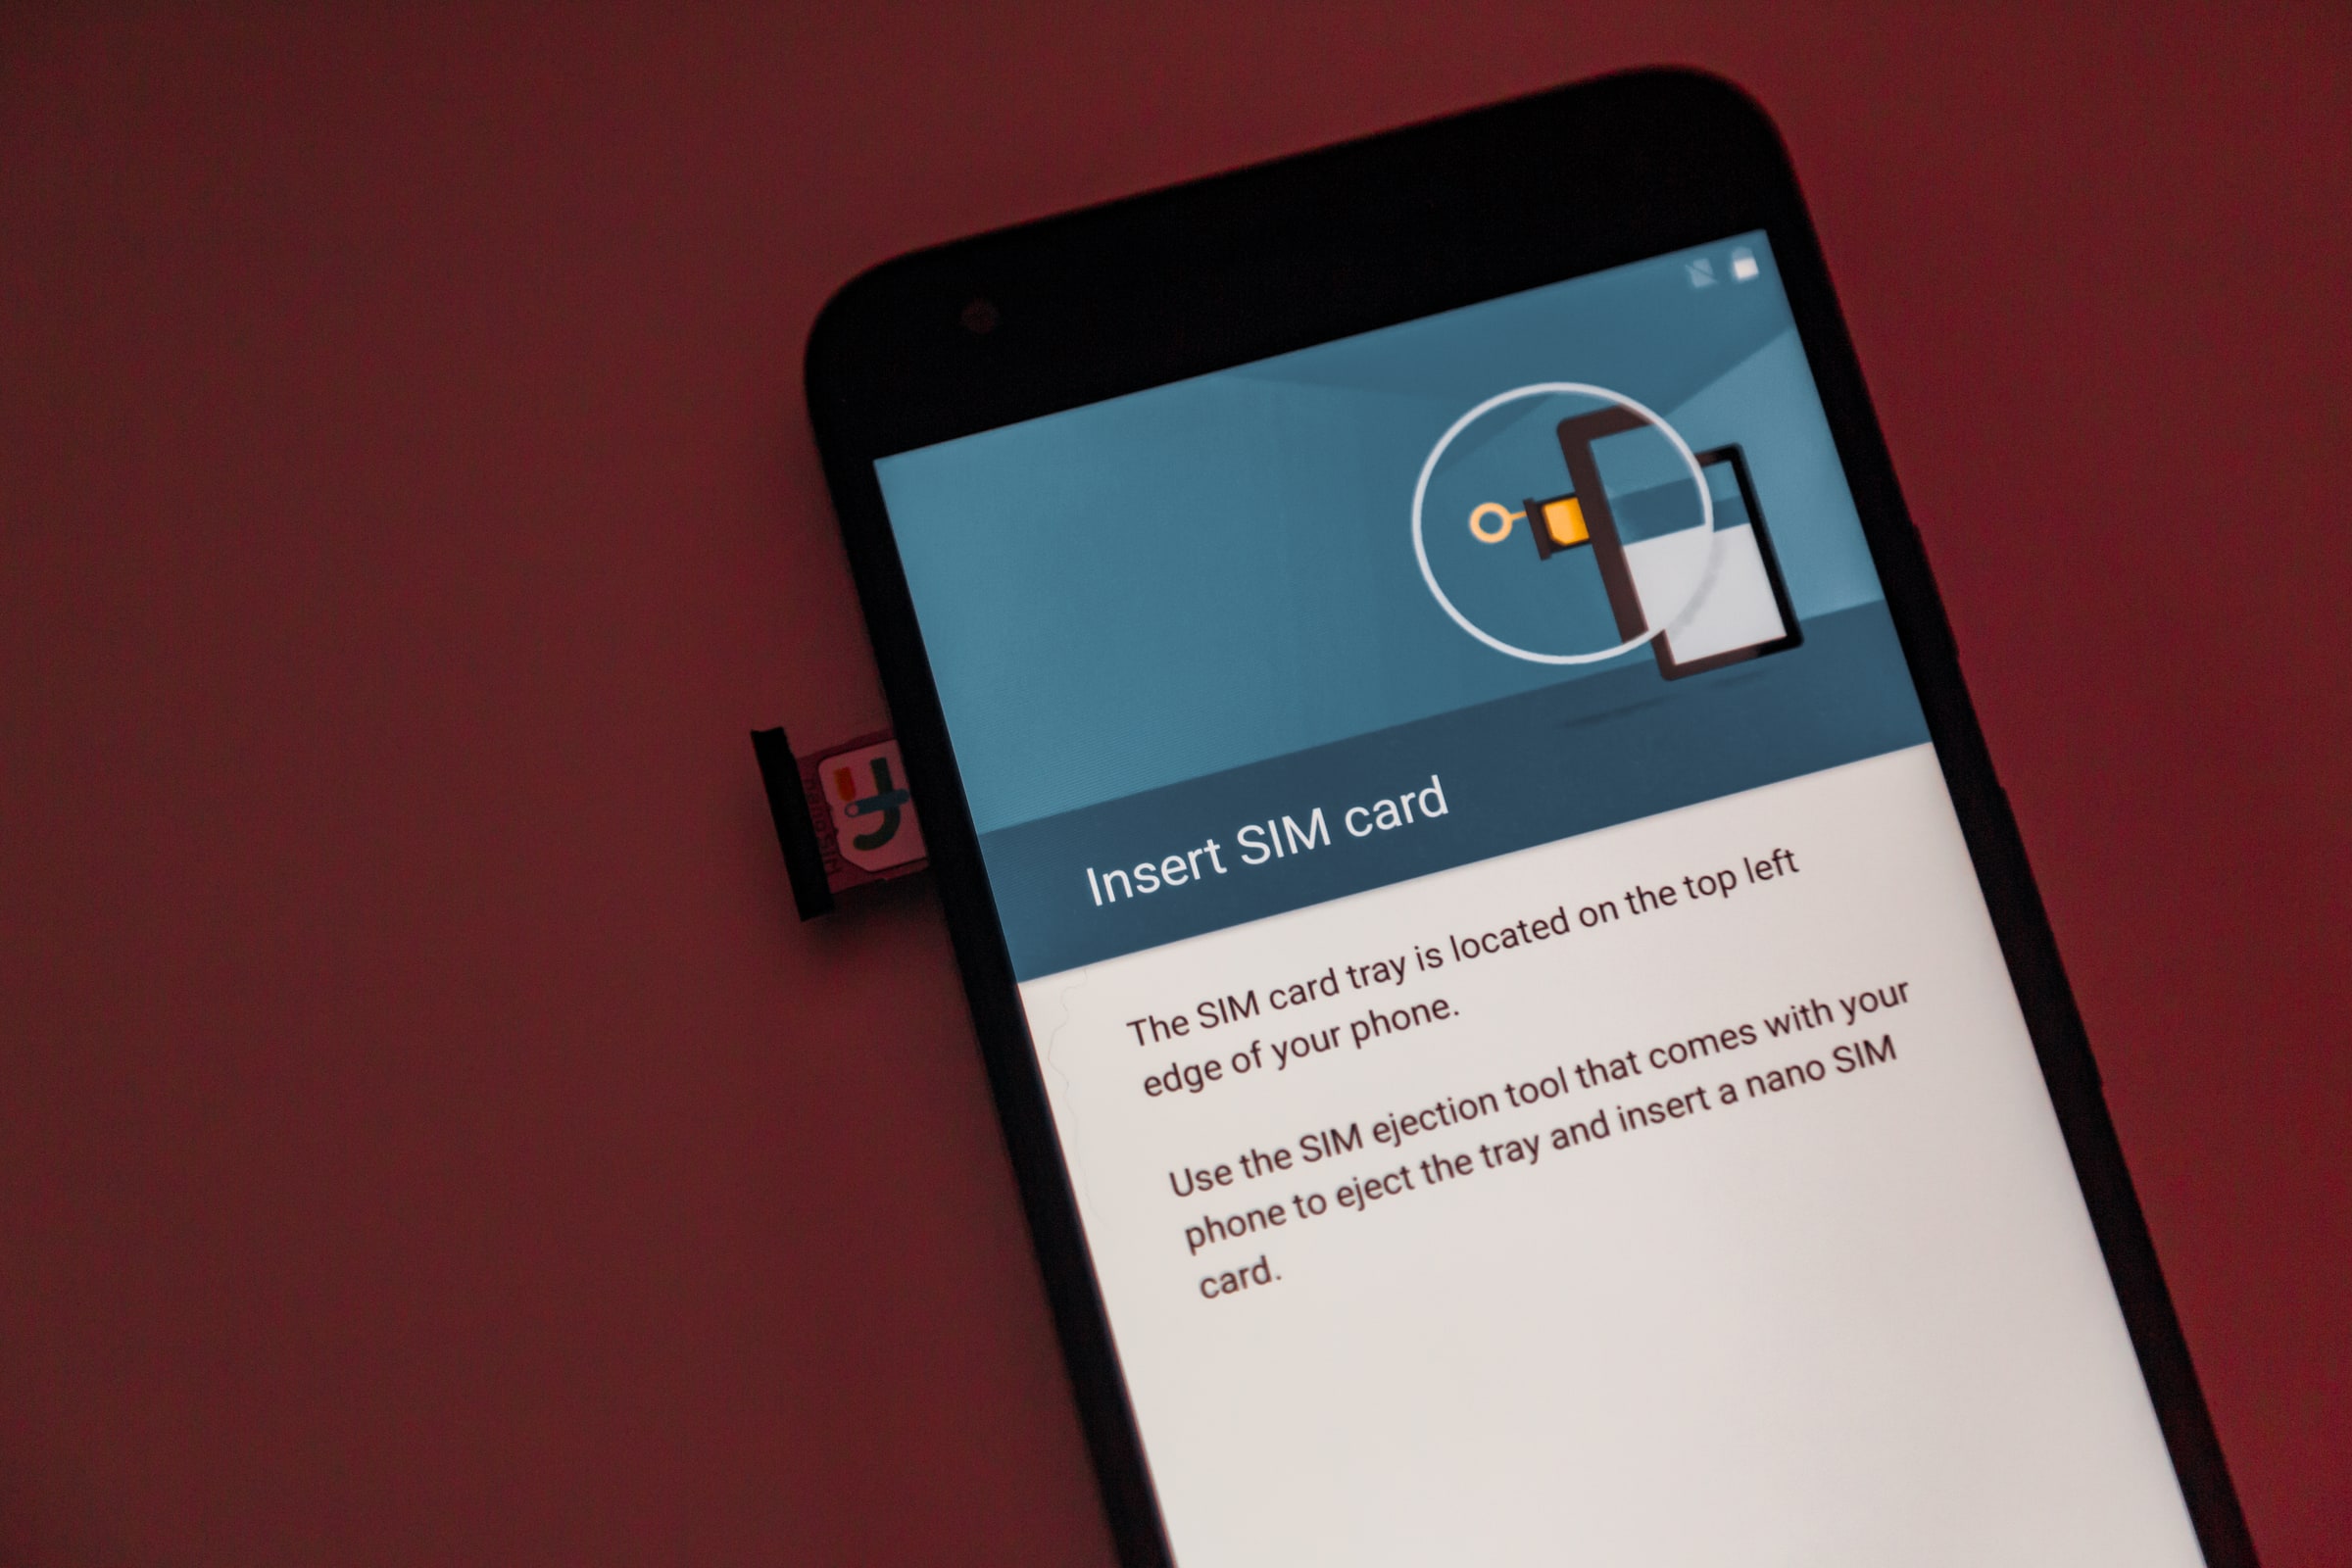 Insert SIM card
The SIM card tray is located on the top left
edge of your phone.
Use the SIM ejection tool that comes with your
phone to eject the tray and insert a nano SIM
card.